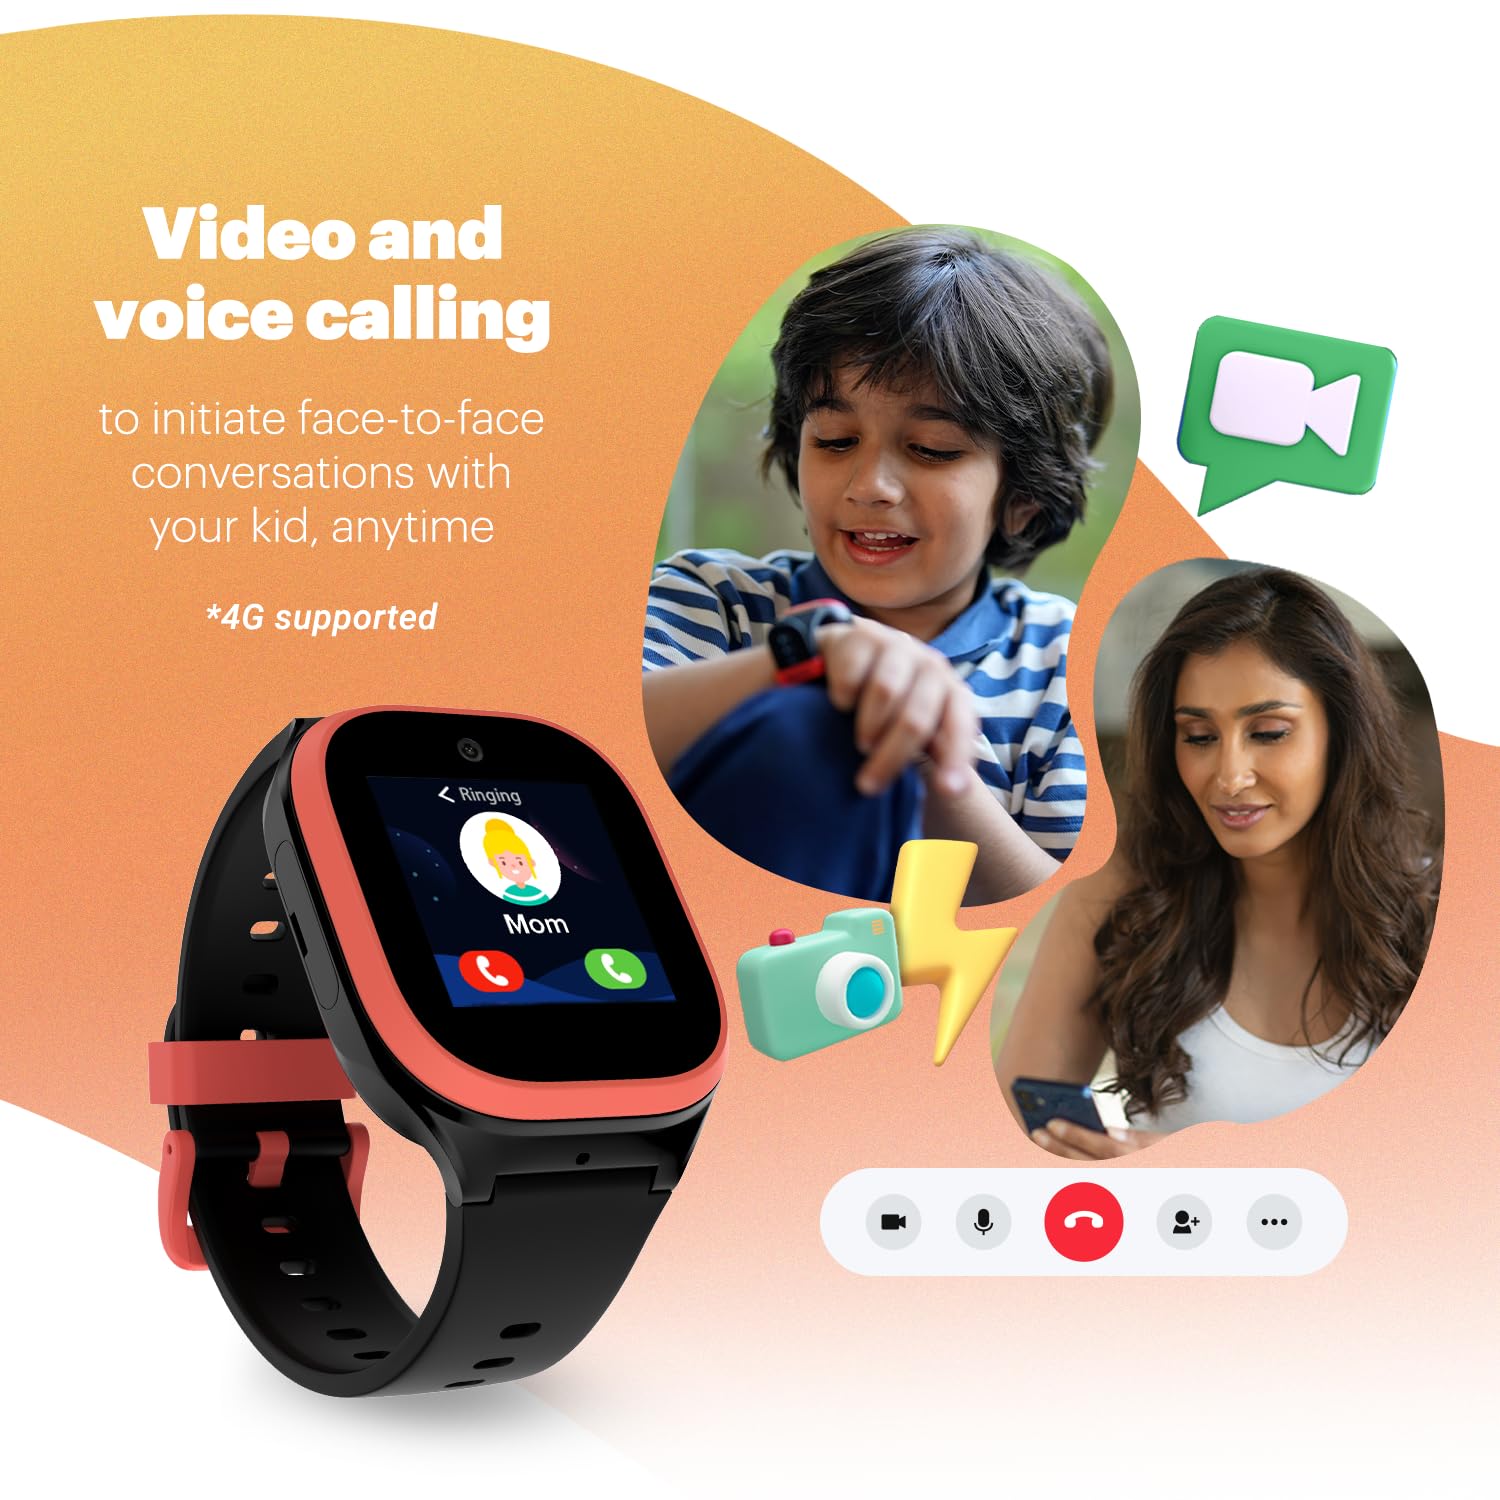 Video and
voice calling
to initiate face-to-face
conversations with
your kid, anytime
*4G supported
Ringing
Mom